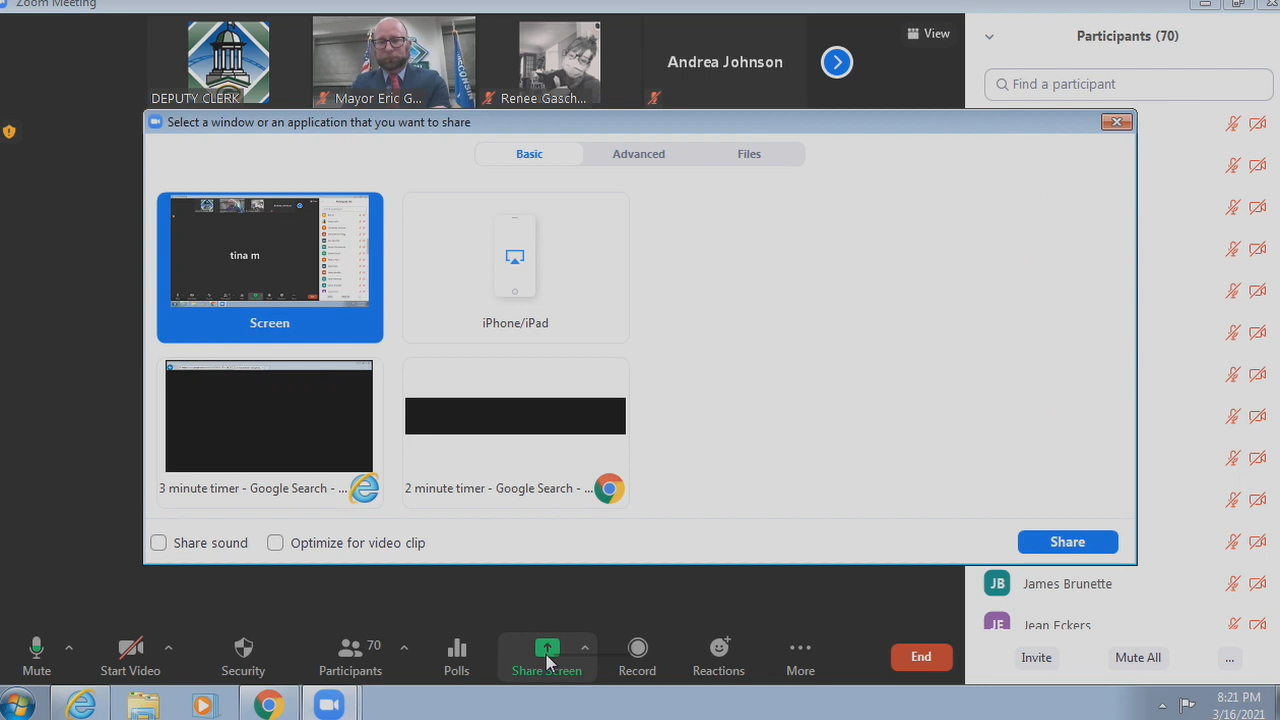 Zoom Meeting
View
DEPUTY CLERK
Mayor Eric G...
Renee Gasch...
Andrea Johnson
Participants (70)
Find a participant
Select a window or an application that you want to share
Basic
Advanced
Files
tina m
Screen
iPhone/iPad
3 minute timer - Google Search - ...
2 minute timer - Google Search - ...
Share sound
Optimize for video clip
Share
JB
James Brunette
JE
Jean Eckers
Mute
Start Video
Security
70
Participants
Polls
Share Screen
Record
Reactions
More
End
Invite
Mute All
...
8:21 PM
3/16/2021